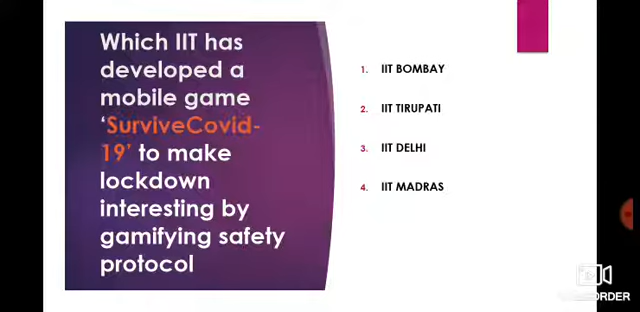 Which IIT has
developed a
mobile game
‘SurviveCovid-
19’ to make
lockdown
interesting by
gamifying safety
protocol
1. IIT BOMBAY
2. IIT TIRUPATI
3. IIT DELHI
4. IIT MADRAS